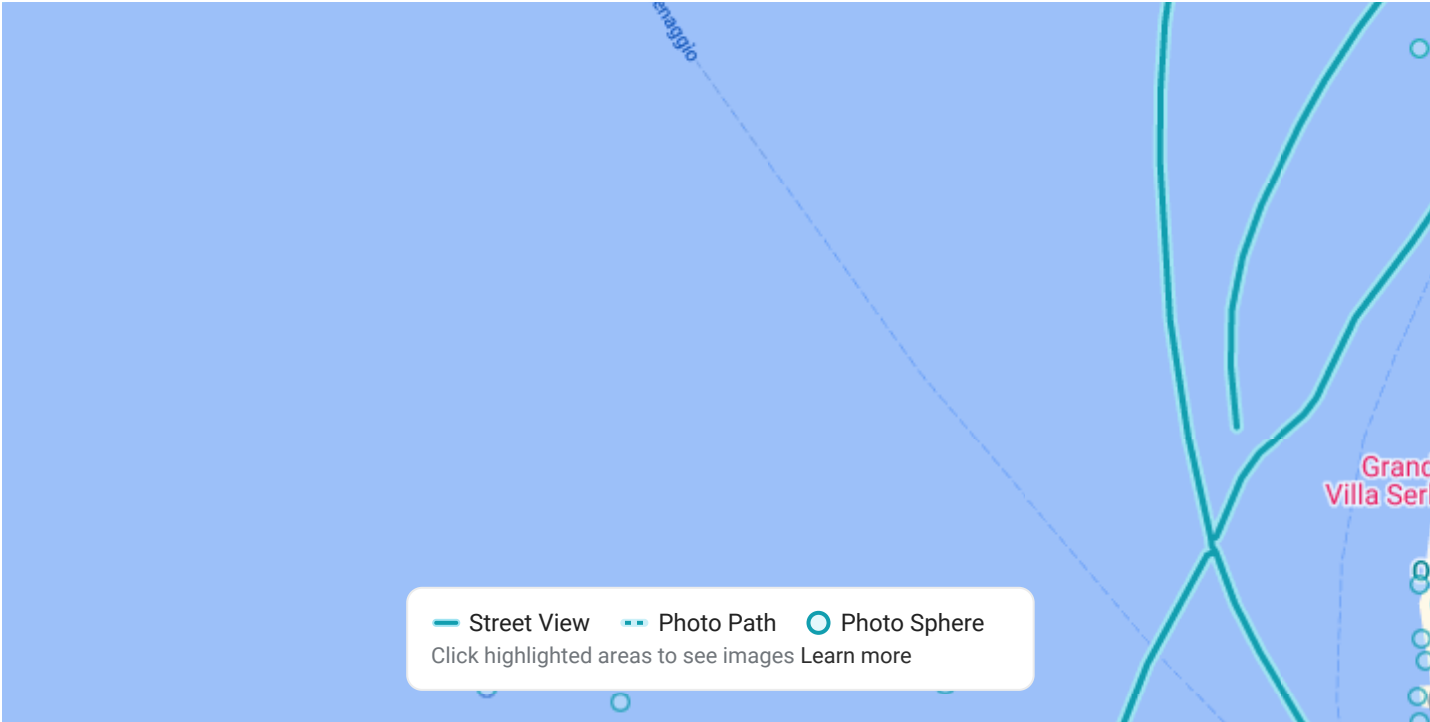 enaggio
Grand
Villa Ser
Street View Photo Path Photo Sphere
Click highlighted areas to see images Learn more